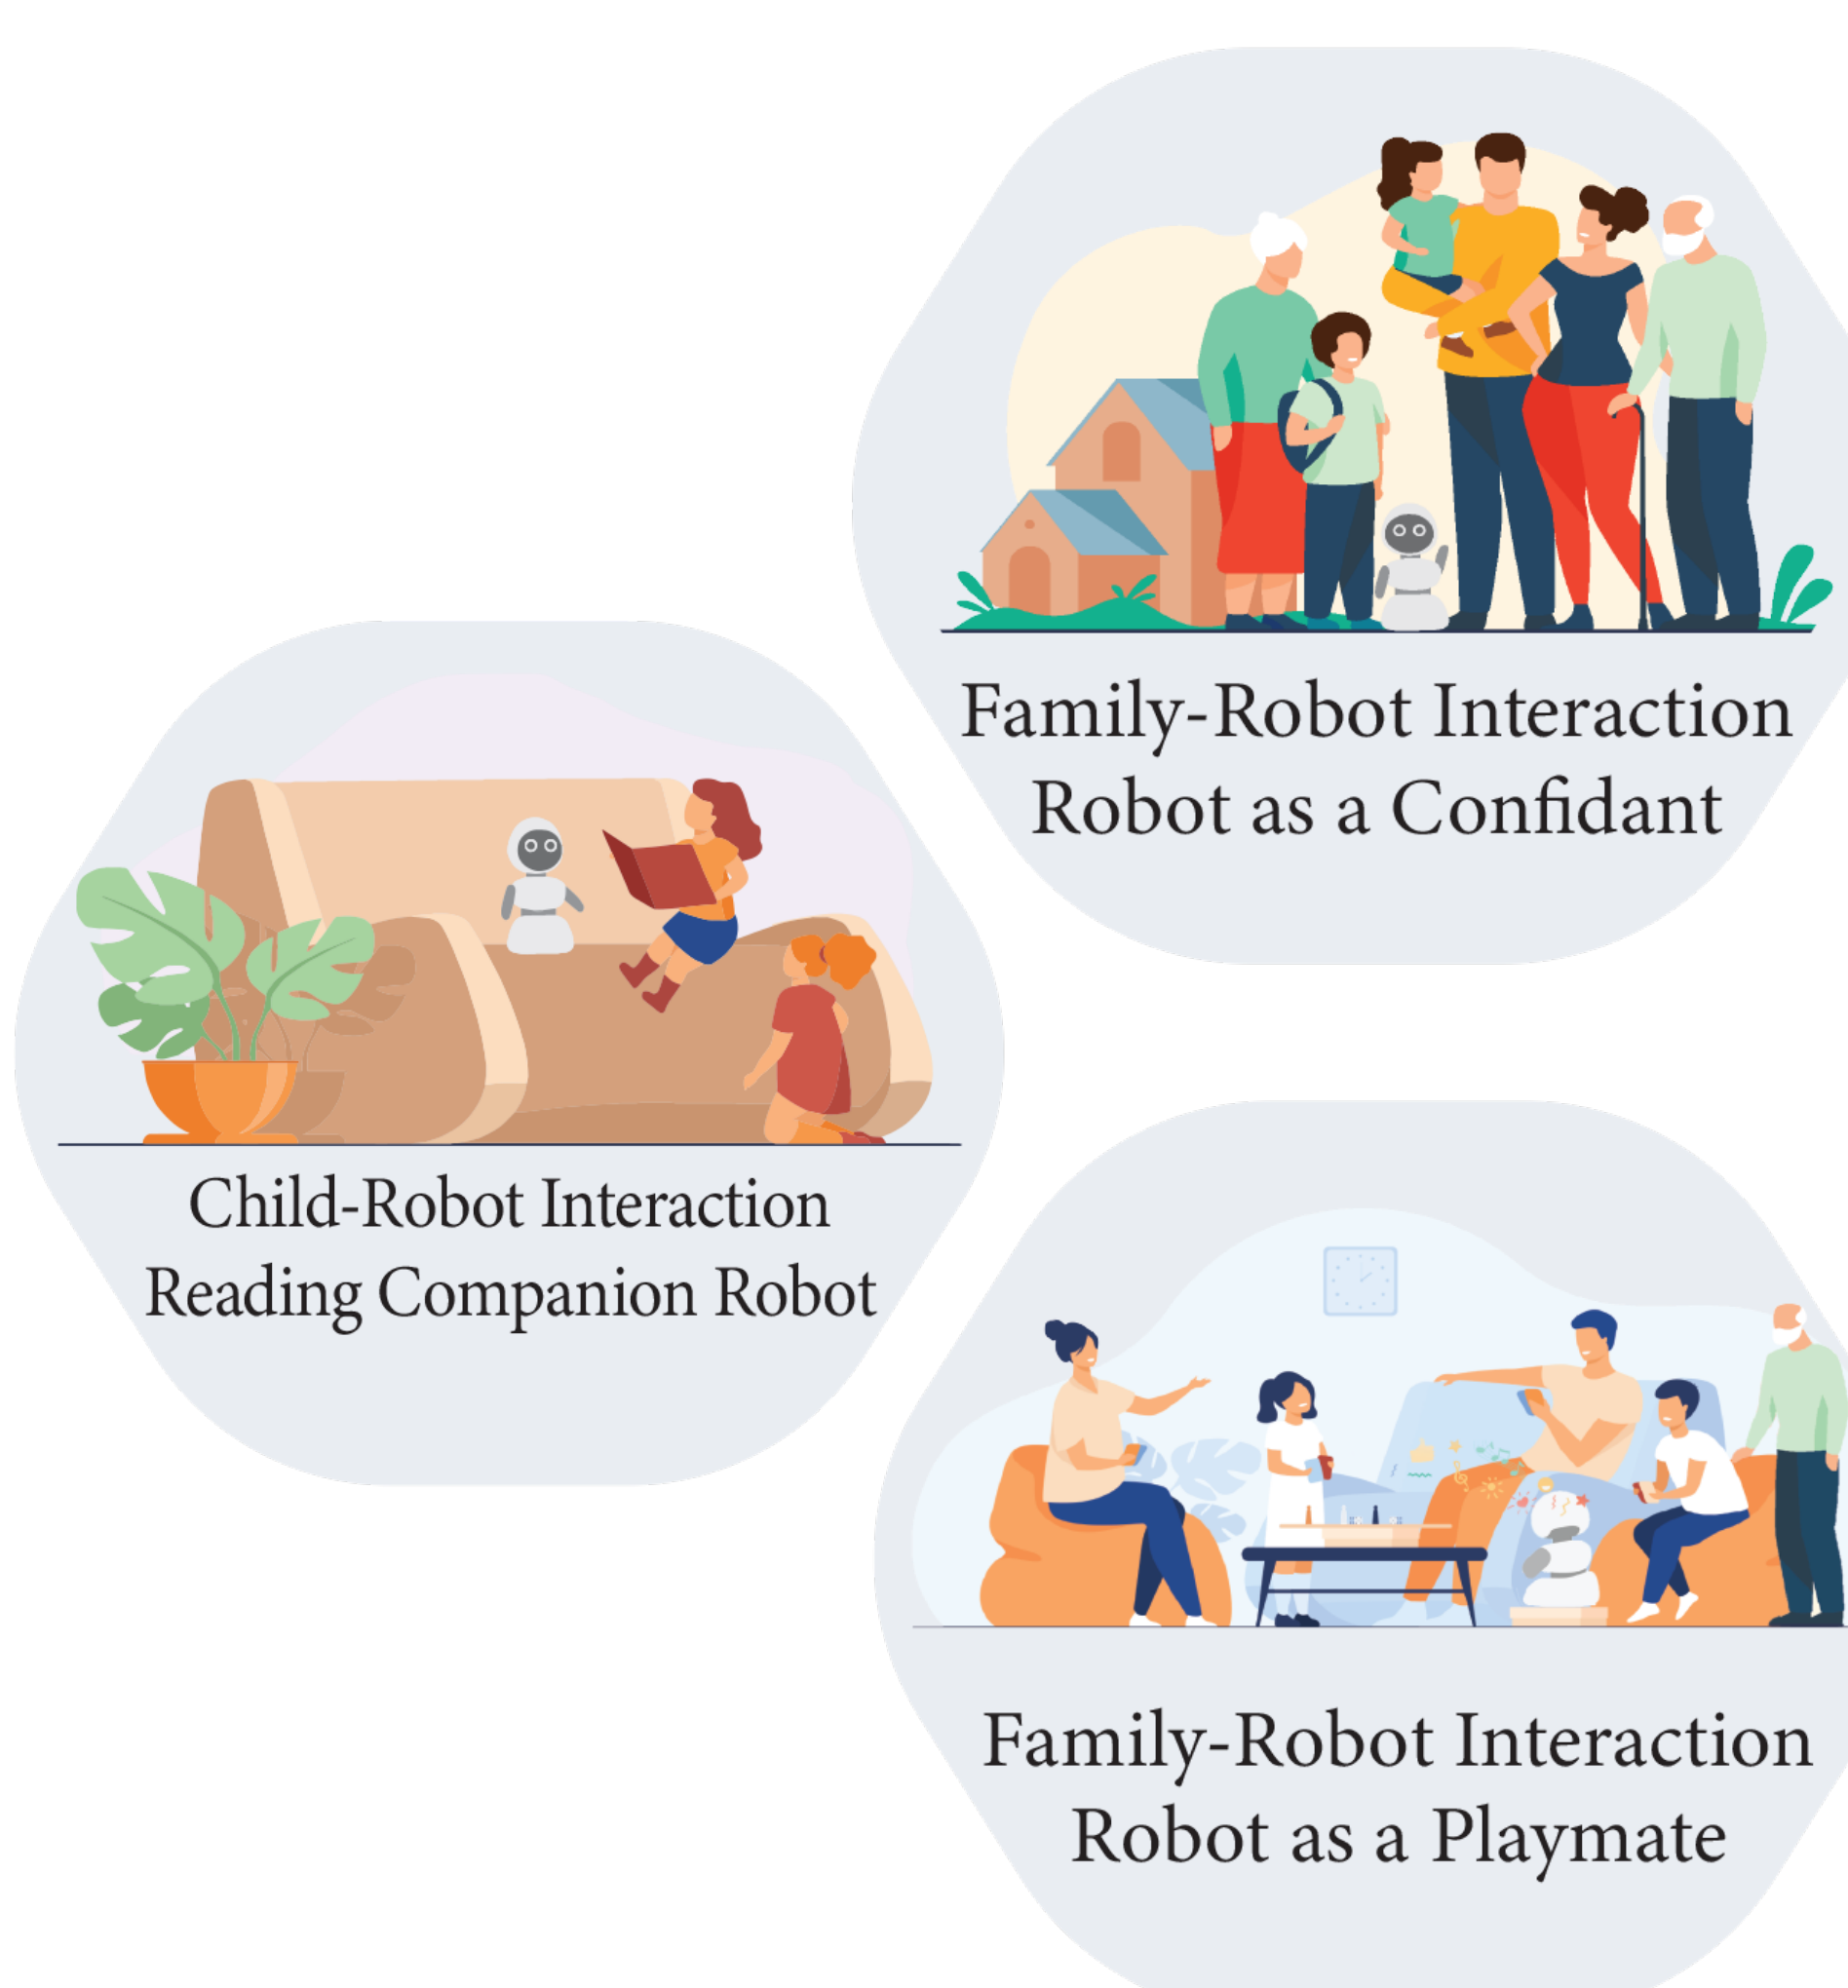 Family-Robot Interaction
Robot as a Confidant
Child-Robot Interaction
Reading Companion Robot
Family-Robot Interaction
Robot as a Playmate